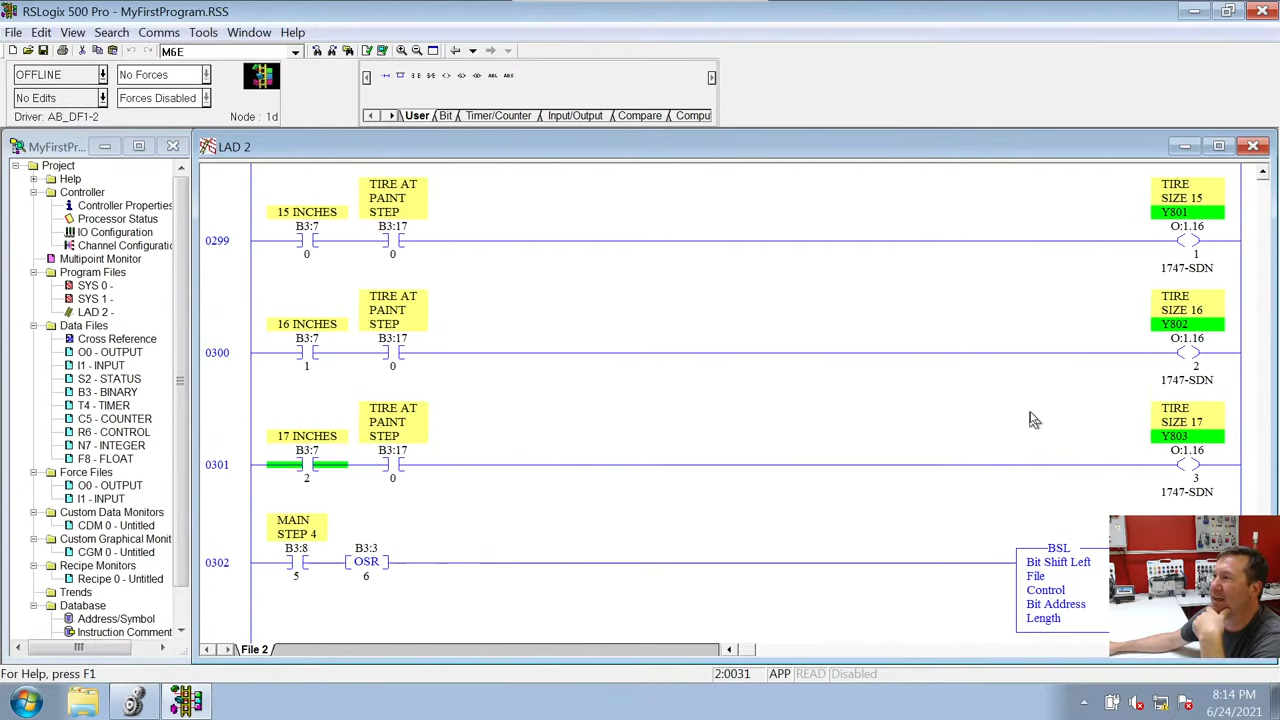 RSLogix 500 Pro - MyFirstProgram.RSS
File Edit View Search Comms Tools Window Help
M6E
OFFLINE
No Forces
No Edits
Forces Disabled
Driver: AB_DF1-2
Node : 1d
User Bit Timer/Counter Input/Output Compare Compu
MyFirstPr...
Project
Help
Controller
Controller Properties
Processor Status
IO Configuration
Channel Configuratio
Multipoint Monitor
Program Files
SYS 0 -
SYS 1 -
LAD 2 -
Data Files
Cross Reference
O0 - OUTPUT
I1 - INPUT
S2 - STATUS
B3 - BINARY
T4 - TIMER
C5 - COUNTER
R6 - CONTROL
N7 - INTEGER
F8 - FLOAT
Force Files
O0 - OUTPUT
I1 - INPUT
Custom Data Monitors
CDM 0 - Untitled
Custom Graphical Monit
CGM 0 - Untitled
Recipe Monitors
Recipe 0 - Untitled
Trends
Database
Address/Symbol
Instruction Comment
LAD 2
0299
15 INCHES
B3:7
0
TIRE AT
PAINT
STEP
B3:17
0
TIRE
SIZE 15
Y801
O:1.16
1
1747-SDN
0300
16 INCHES
B3:7
1
TIRE AT
PAINT
STEP
B3:17
0
TIRE
SIZE 16
Y802
O:1.16
2
1747-SDN
0301
17 INCHES
B3:7
2
TIRE AT
PAINT
STEP
B3:17
0
TIRE
SIZE 17
Y803
O:1.16
3
1747-SDN
0302
MAIN
STEP 4
B3:8
5
B3:3
OSR
6
BSL
Bit Shift Left
File
Control
Bit Address
Length
File 2
For Help, press F1
2:0031
APP
READ
Disabled
8:14 PM
6/24/2021